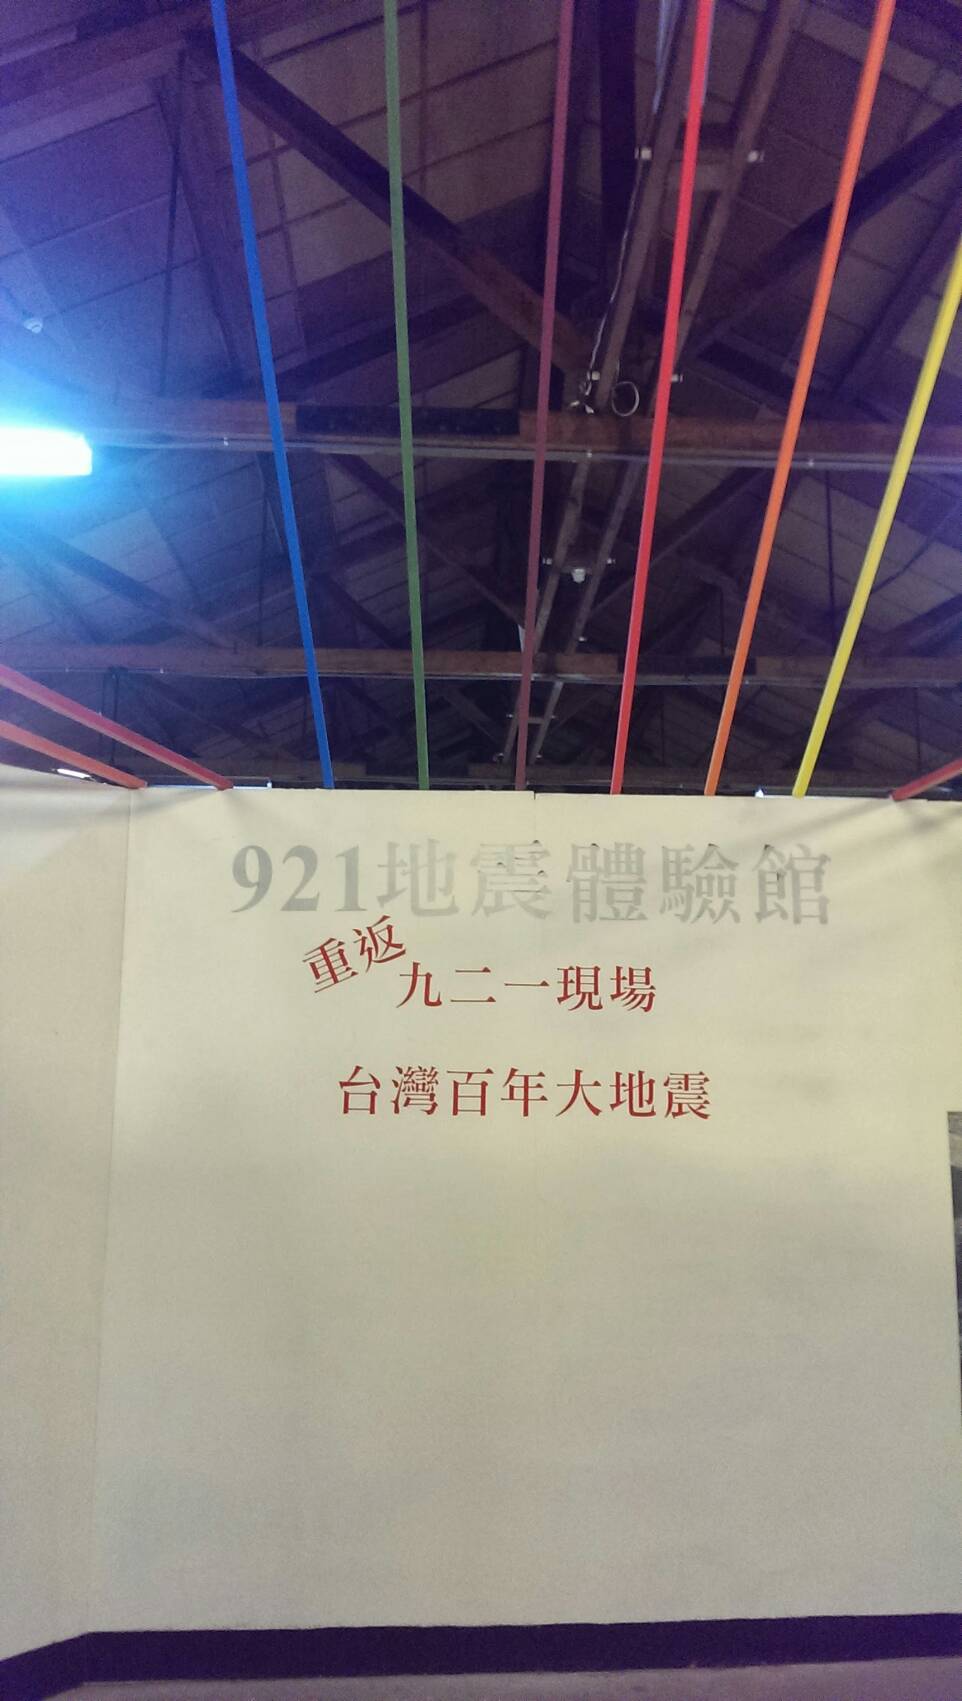 921地震體驗館
重返
九二一現場
台灣百年大地震